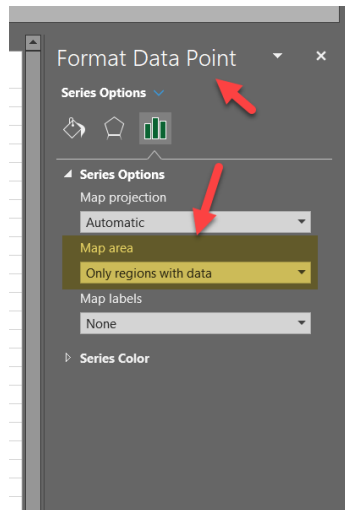 Format Data Point
Series Options
Series Options
Map projection
Automatic
Map area
Only regions with data
Map labels
None
Series Color